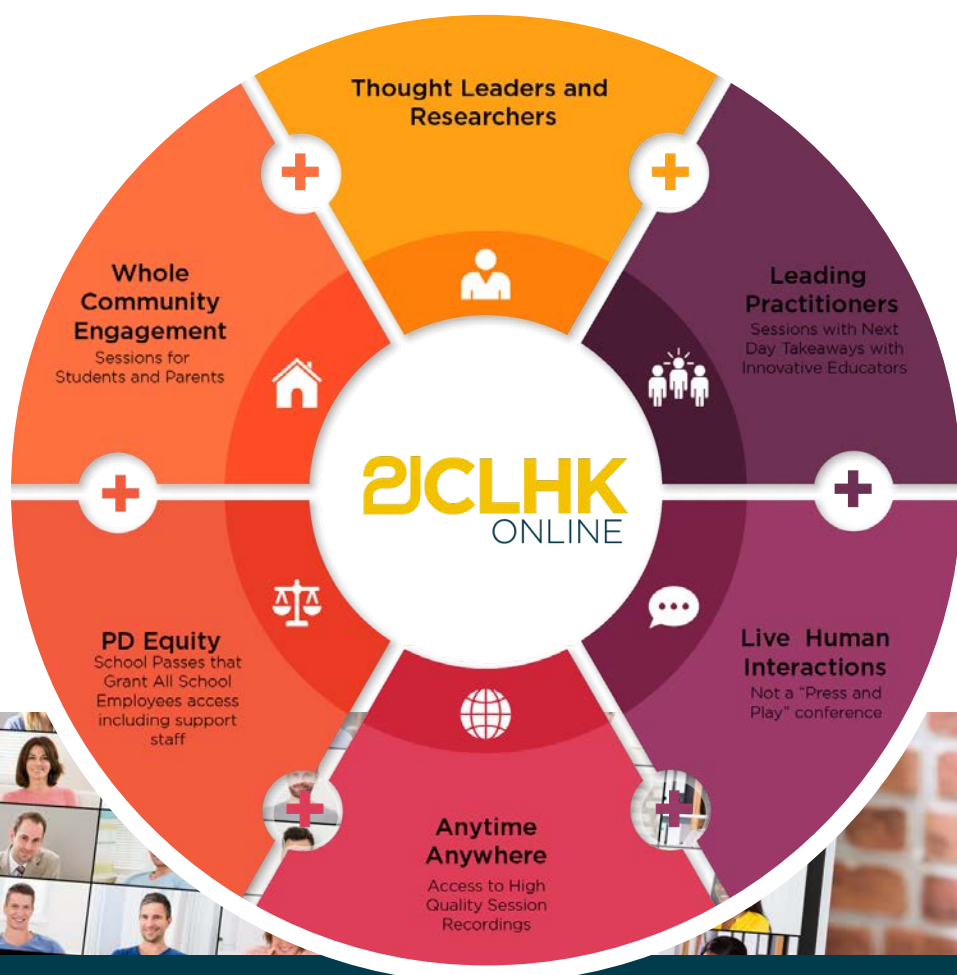 Thought Leaders and
Researchers
Leading
Practitioners
Sessions with Next
Day Takeaways with
Innovative Educators
Live Human
Interactions
Not a "Press and
Play" conference
Anytime
Anywhere
Access to High
Quality Session
Recordings
PD Equity
School Passes that
Grant All School
Employees access
including support
staff
Whole
Community
Engagement
Sessions for
Students and Parents
21CLHK
ONLINE